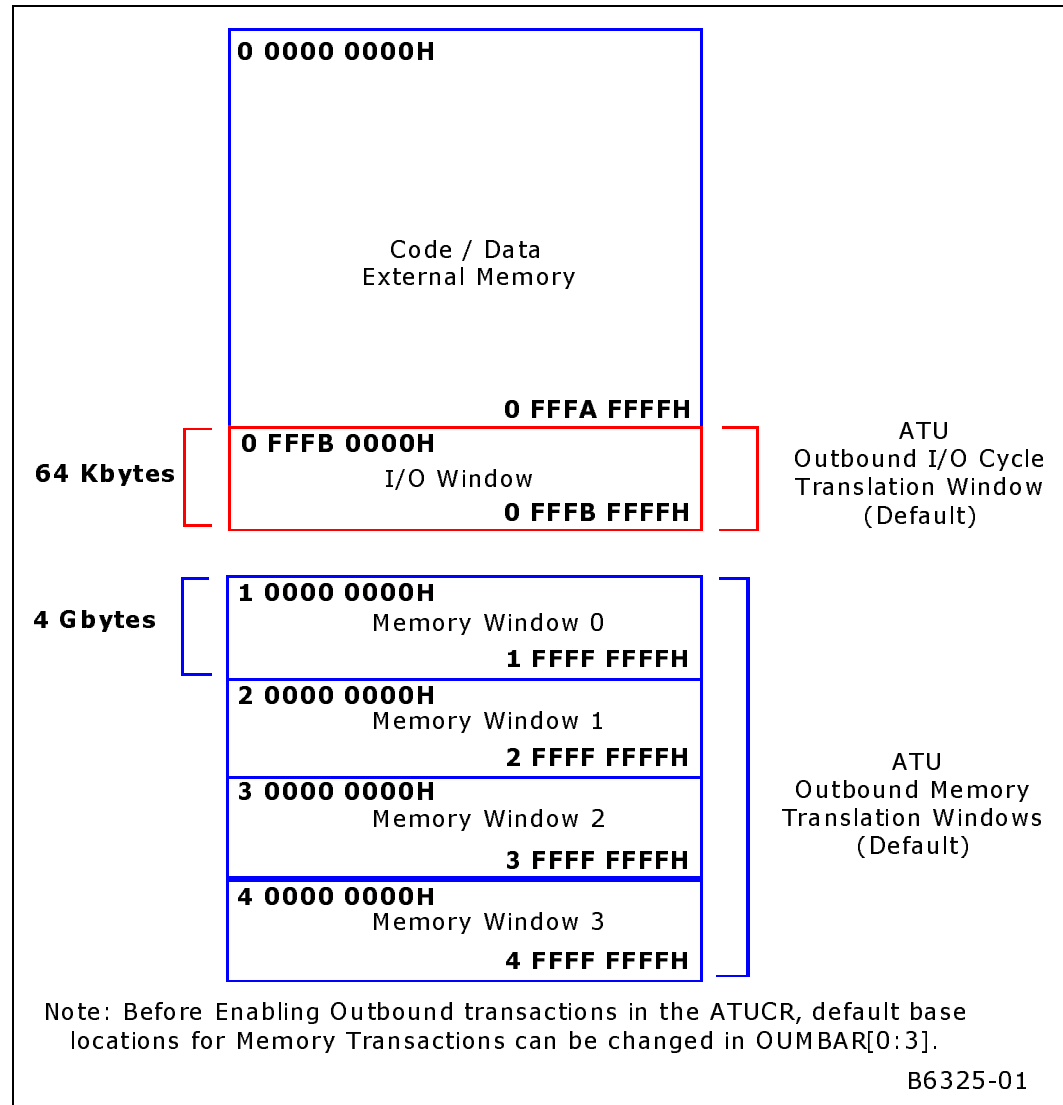 0 0000 0000H
Code / Data
External Memory
0 FFFA FFFFH
64 Kbytes
0 FFFB 0000H
I/O Window
0 FFFB FFFFH
ATU
Outbound I/O Cycle
Translation Window
(Default)
4 Gbytes
1 0000 0000H
Memory Window 0
1 FFFF FFFFH
2 0000 0000H
Memory Window 1
2 FFFF FFFFH
3 0000 0000H
Memory Window 2
3 FFFF FFFFH
4 0000 0000H
Memory Window 3
4 FFFF FFFFH
ATU
Outbound Memory
Translation Windows
(Default)
Note: Before Enabling Outbound transactions in the ATUCR, default base
locations for Memory Transactions can be changed in OUMBAR[0:3].
B6325-01